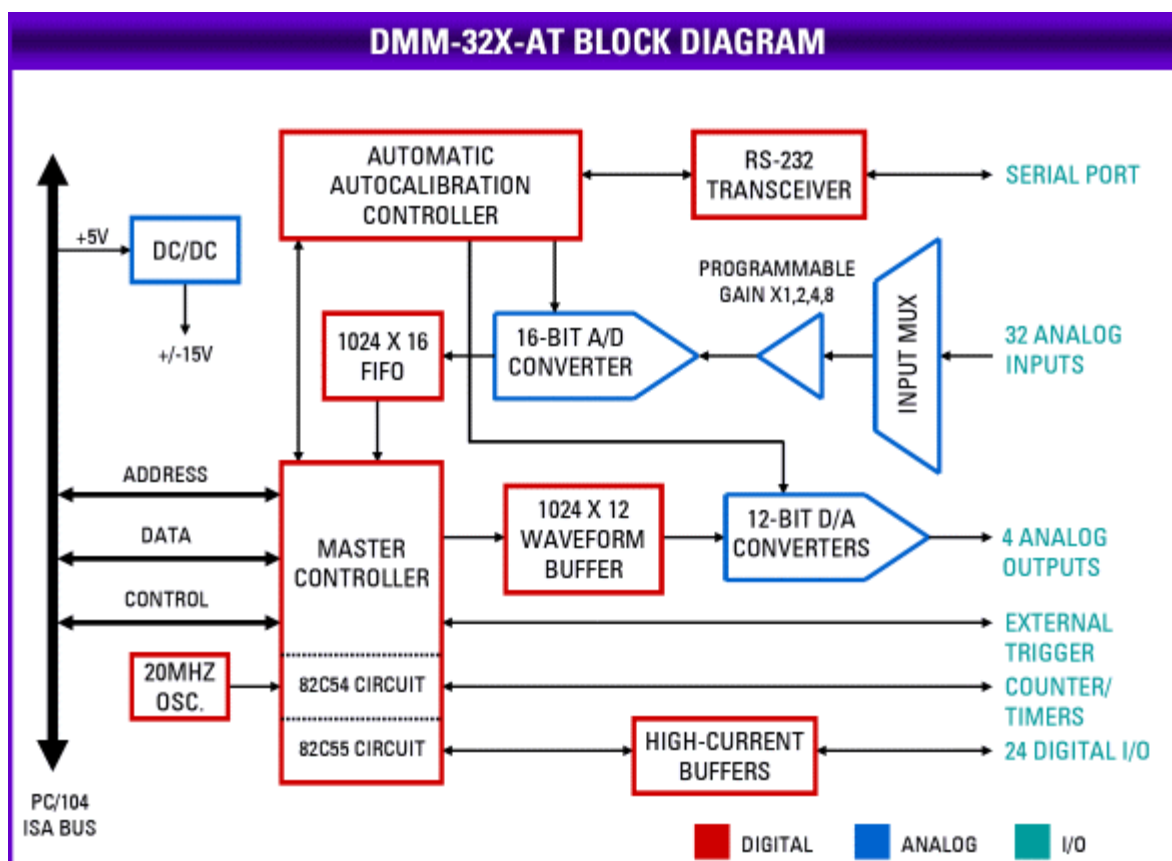 DMM-32X-AT BLOCK DIAGRAM
AUTOMATIC
AUTOCALIBRATION
CONTROLLER
RS-232
TRANSCEIVER
SERIAL PORT
+5V
DC/DC
+/-15V
PROGRAMMABLE
GAIN X1,2,4,8
INPUT MUX
32 ANALOG
INPUTS
16-BIT A/D
CONVERTER
1024 X 16
FIFO
ADDRESS
DATA
CONTROL
MASTER
CONTROLLER
1024 X 12
WAVEFORM
BUFFER
12-BIT D/A
CONVERTERS
4 ANALOG
OUTPUTS
EXTERNAL
TRIGGER
20MHZ
OSC.
82C54 CIRCUIT
COUNTER/
TIMERS
82C55 CIRCUIT
HIGH-CURRENT
BUFFERS
24 DIGITAL I/O
PC/104
ISA BUS
DIGITAL
ANALOG
I/O